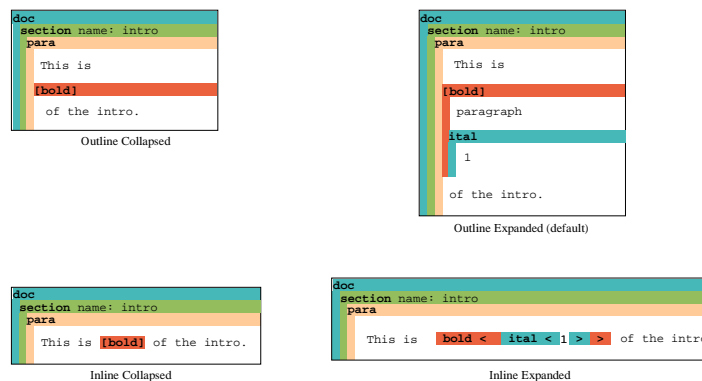 doc
section name: intro
para
This is
[bold]
of the intro.
Outline Collapsed
doc
section name: intro
para
This is
[bold]
paragraph
ital
1
of the intro.
Outline Expanded (default)
doc
section name: intro
para
This is [bold] of the intro.
Inline Collapsed
doc
section name: intro
para
This is bold < ital < 1 > > of the intro
Inline Expanded